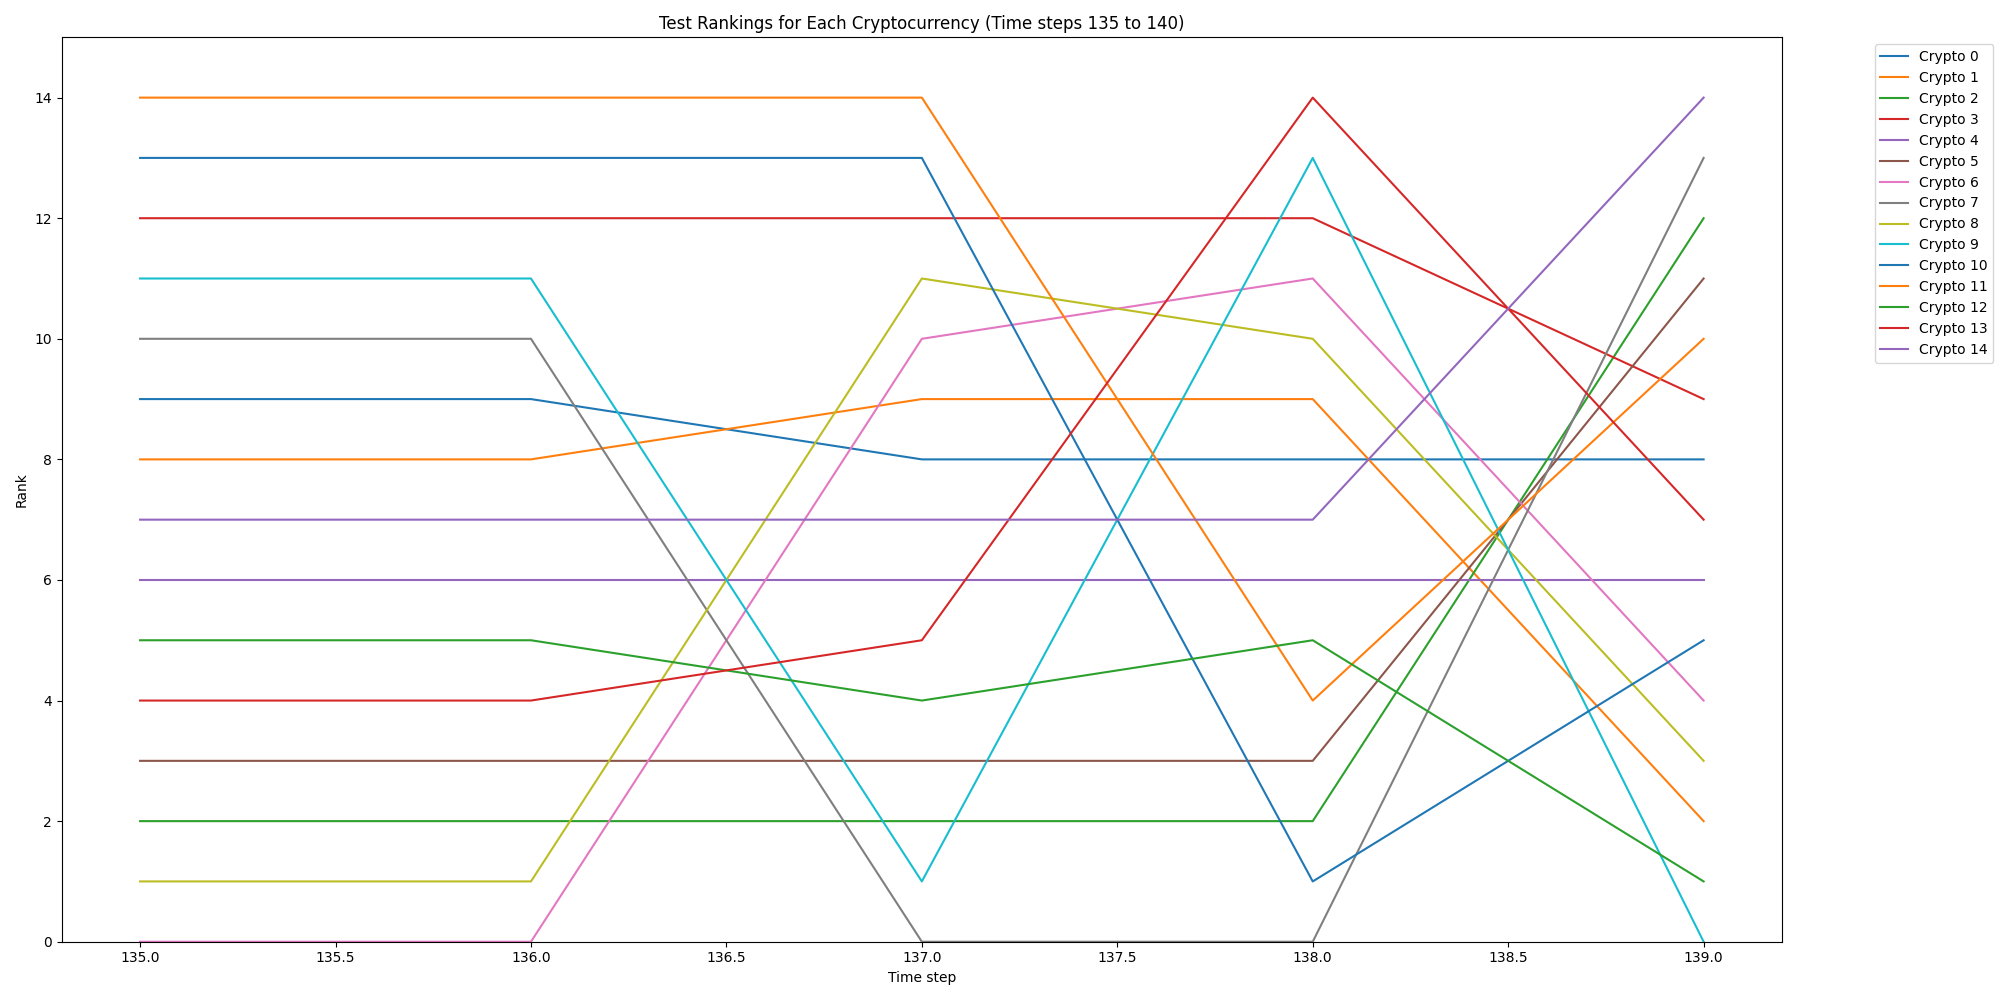 Test Rankings for Each Cryptocurrency (Time steps 135 to 140)
Rank
14
12
10
8
6
4
2
0
135.0 135.5 136.0 136.5 137.0 137.5 138.0 138.5 139.0
Time step
Crypto 0
Crypto 1
Crypto 2
Crypto 3
Crypto 4
Crypto 5
Crypto 6
Crypto 7
Crypto 8
Crypto 9
Crypto 10
Crypto 11
Crypto 12
Crypto 13
Crypto 14